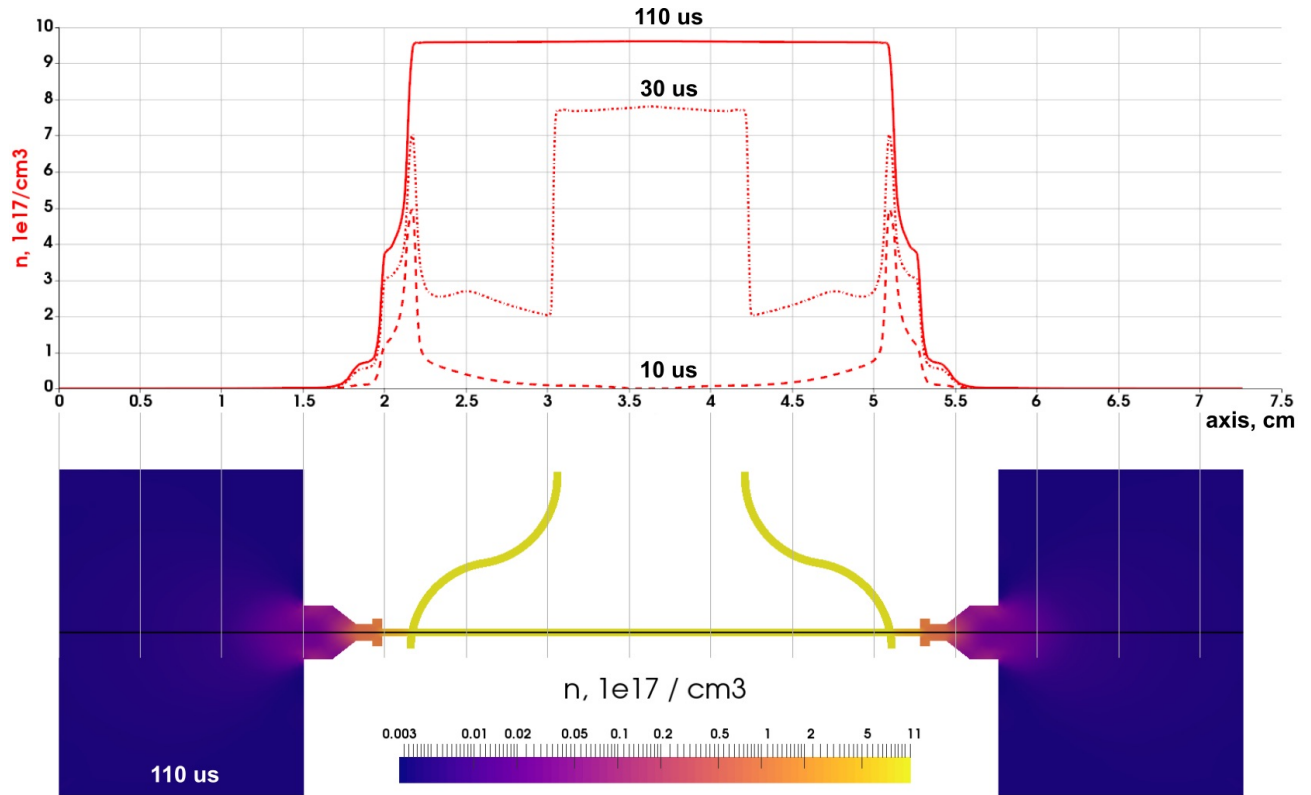 110 us
10
9
8
7
6
5
4
3
2
1
0
n, 1e17/cm3
30 us
10 us
0 0.5 1 1.5 2 2.5 3 3.5 4 4.5 5 5.5 6 6.5 7 7.5
axis, cm
n, 1e17 / cm3
0.003 0.01 0.02 0.05 0.1 0.2 0.5 1 2 5 11
110 us